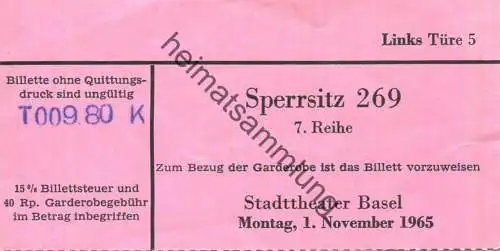 Links Türe 5
Billette ohne Quittungs-
druck sind ungültig
T009.80 K
15 % Billettsteuer und
40 Rp. Garderobegebühr
im Betrag inbegriffen
Sperrsitz 269
7. Reihe
Zum Bezug der Garderobe ist das Billett vorzuweisen
Stadttheater Basel
Montag, 1. November 1965
heimatsammlung